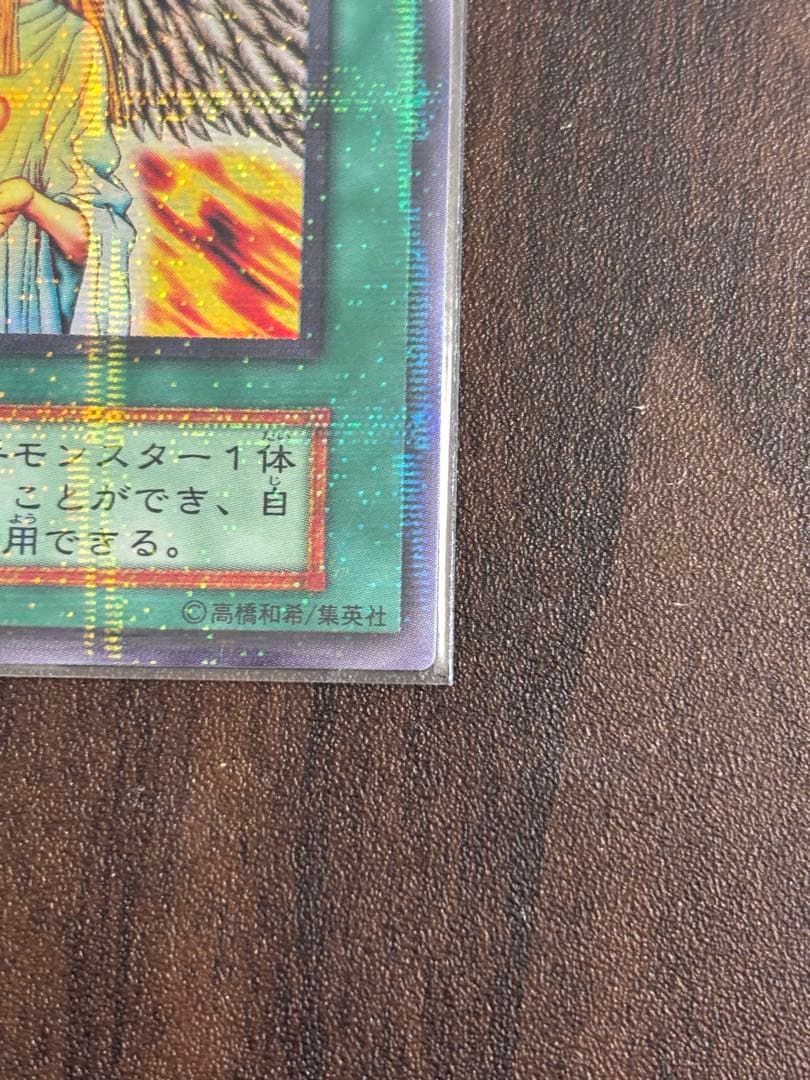 モンスター1体
ことができ、自
用できる。
©高橋和希/集英社